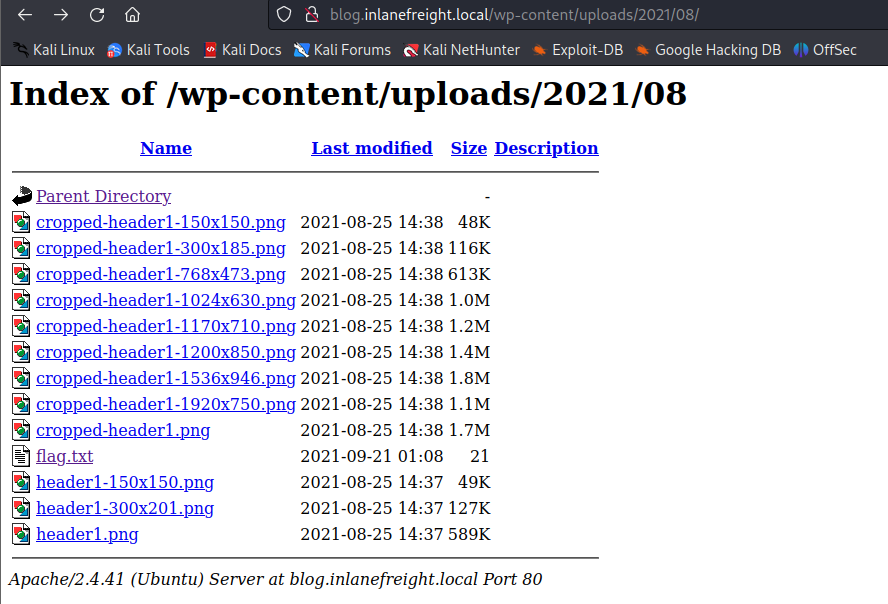 blog.inlanefreight.local/wp-content/uploads/2021/08/
Kali Linux Kali Tools Kali Docs Kali Forums Kali NetHunter Exploit-DB Google Hacking DB OffSec
Index of /wp-content/uploads/2021/08
Name Last modified Size Description
Parent Directory -
cropped-header1-150x150.png 2021-08-25 14:38 48K
cropped-header1-300x185.png 2021-08-25 14:38 116K
cropped-header1-768x473.png 2021-08-25 14:38 613K
cropped-header1-1024x630.png 2021-08-25 14:38 1.0M
cropped-header1-1170x710.png 2021-08-25 14:38 1.2M
cropped-header1-1200x850.png 2021-08-25 14:38 1.4M
cropped-header1-1536x946.png 2021-08-25 14:38 1.8M
cropped-header1-1920x750.png 2021-08-25 14:38 1.1M
cropped-header1.png 2021-08-25 14:38 1.7M
flag.txt 2021-09-21 01:08 21
header1-150x150.png 2021-08-25 14:37 49K
header1-300x201.png 2021-08-25 14:37 127K
header1.png 2021-08-25 14:37 589K
Apache/2.4.41 (Ubuntu) Server at blog.inlanefreight.local Port 80